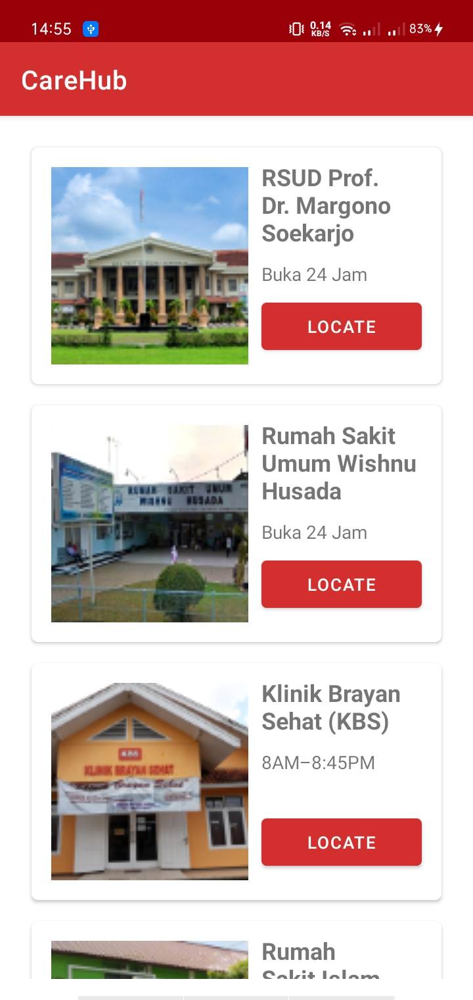 14:55
0.14
KB/S
83%
CareHub
RSUD Prof.
Dr. Margono
Soekarjo
Buka 24 Jam
LOCATE
RUMAH SAKIT UMUM
WISHNU HUSADA
Rumah Sakit
Umum Wishnu
Husada
Buka 24 Jam
LOCATE
KBS
KLINIK BRAYAN SEHAT
Klinik Brayan
Sehat (KBS)
8AM–8:45PM
LOCATE
Rumah
Sakit Islam